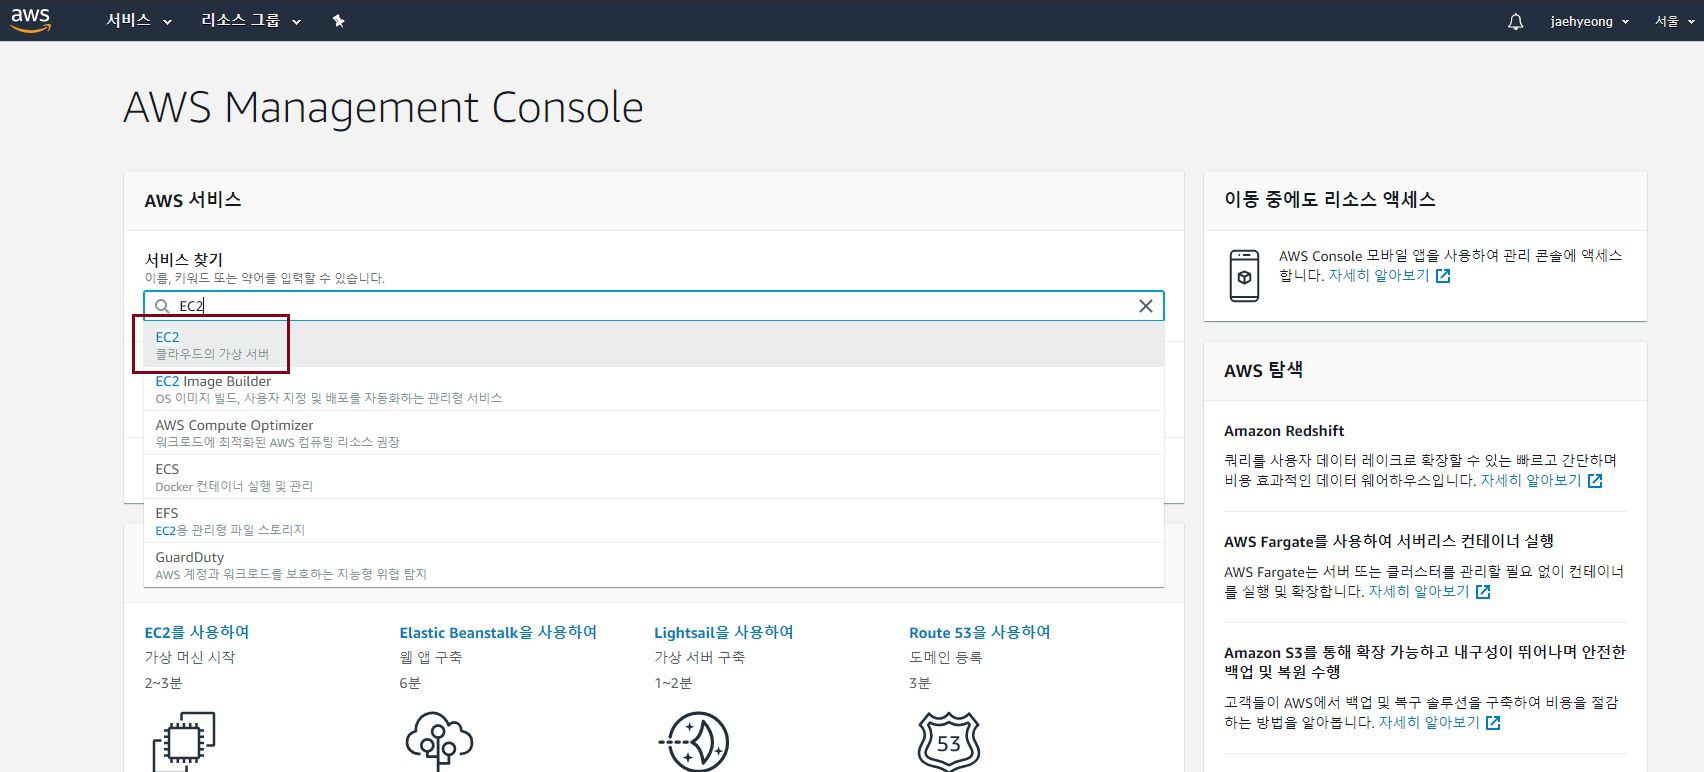 aws
서비스
리소스 그룹
jaehyeong
서울
AWS Management Console
AWS 서비스
서비스 찾기
이름, 키워드 또는 약어를 입력할 수 있습니다.
EC2
EC2
클라우드의 가상 서버
EC2 Image Builder
OS 이미지 빌드, 사용자 지정 및 배포를 자동화하는 관리형 서비스
AWS Compute Optimizer
워크로드에 최적화된 AWS 컴퓨팅 리소스 권장
ECS
Docker 컨테이너 실행 및 관리
EFS
EC2용 관리형 파일 스토리지
GuardDuty
AWS 계정과 워크로드를 보호하는 지능형 위협 탐지
EC2를 사용하여
가상 머신 시작
2~3분
Elastic Beanstalk을 사용하여
웹 앱 구축
6분
Lightsail을 사용하여
가상 서버 구축
1~2분
Route 53을 사용하여
도메인 등록
3분
53
이동 중에도 리소스 액세스
AWS Console 모바일 앱을 사용하여 관리 콘솔에 액세스
합니다. 자세히 알아보기
AWS 탐색
Amazon Redshift
쿼리를 사용자 데이터 레이크로 확장할 수 있는 빠르고 간단하며
비용 효과적인 데이터 웨어하우스입니다. 자세히 알아보기
AWS Fargate를 사용하여 서버리스 컨테이너 실행
AWS Fargate는 서버 또는 클러스터를 관리할 필요 없이 컨테이너
를 실행 및 확장합니다. 자세히 알아보기
Amazon S3를 통해 확장 가능하고 내구성이 뛰어나며 안전한
백업 및 복원 수행
고객들이 AWS에서 백업 및 복구 솔루션을 구축하여 비용을 절감
하는 방법을 알아봅니다. 자세히 알아보기